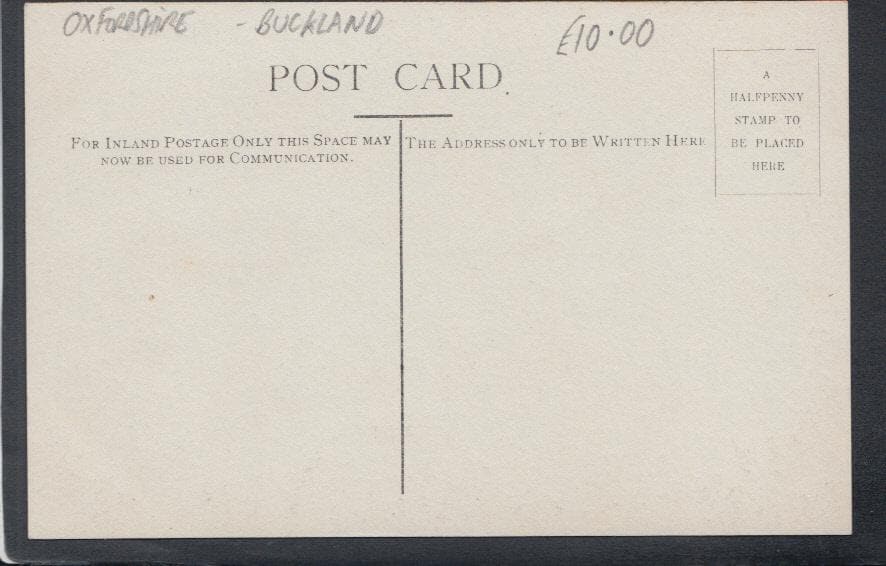 OXFORDSHIRE - BUCKLAND
£10.00
POST CARD
FOR INLAND POSTAGE ONLY THIS SPACE MAY
NOW BE USED FOR COMMUNICATION.
THE ADDRESS ONLY TO BE WRITTEN HERE
A
HALFPENNY
STAMP TO
BE PLACED
HERE